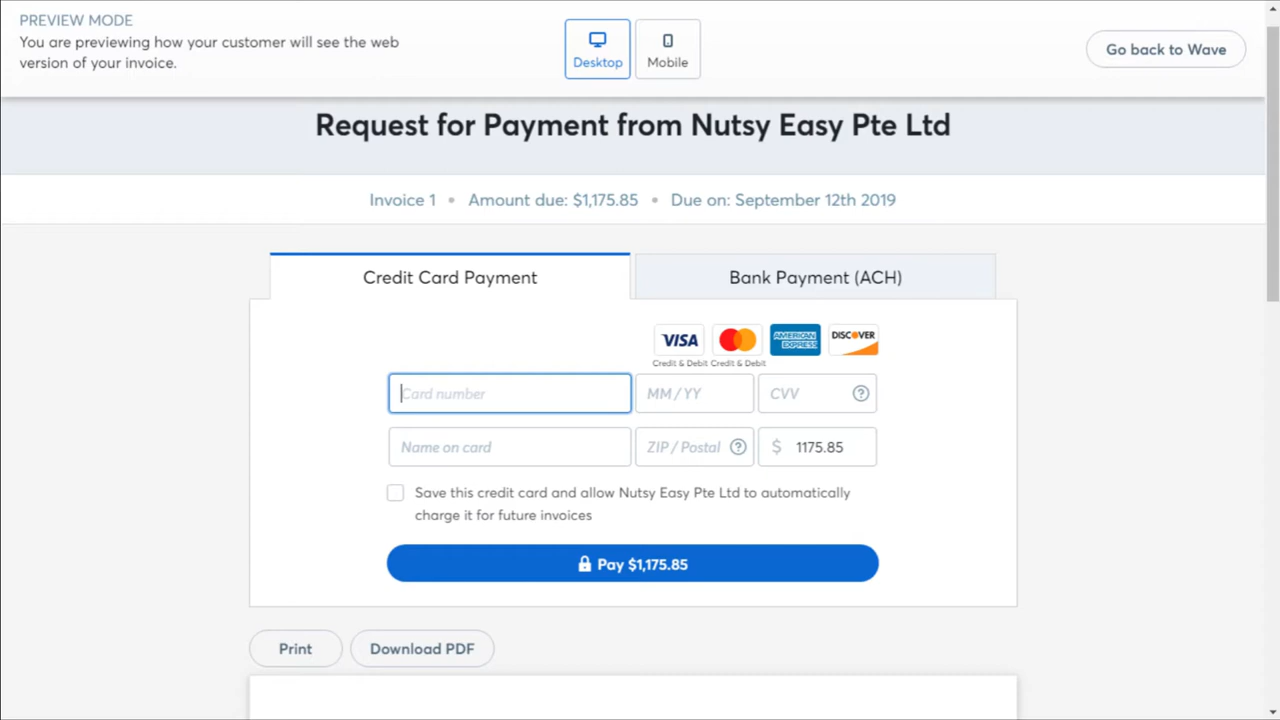 PREVIEW MODE
You are previewing how your customer will see the web
version of your invoice.
Desktop
Mobile
Go back to Wave
Request for Payment from Nutsy Easy Pte Ltd
Invoice 1 • Amount due: $1,175.85 • Due on: September 12th 2019
Credit Card Payment
Bank Payment (ACH)
VISA
AMERICAN
EXPRESS
DISCOVER
Credit & Debit Credit & Debit
Card number
MM / YY
CVV
?
Name on card
ZIP / Postal
?
$ 1175.85
Save this credit card and allow Nutsy Easy Pte Ltd to automatically
charge it for future invoices
Pay $1,175.85
Print
Download PDF